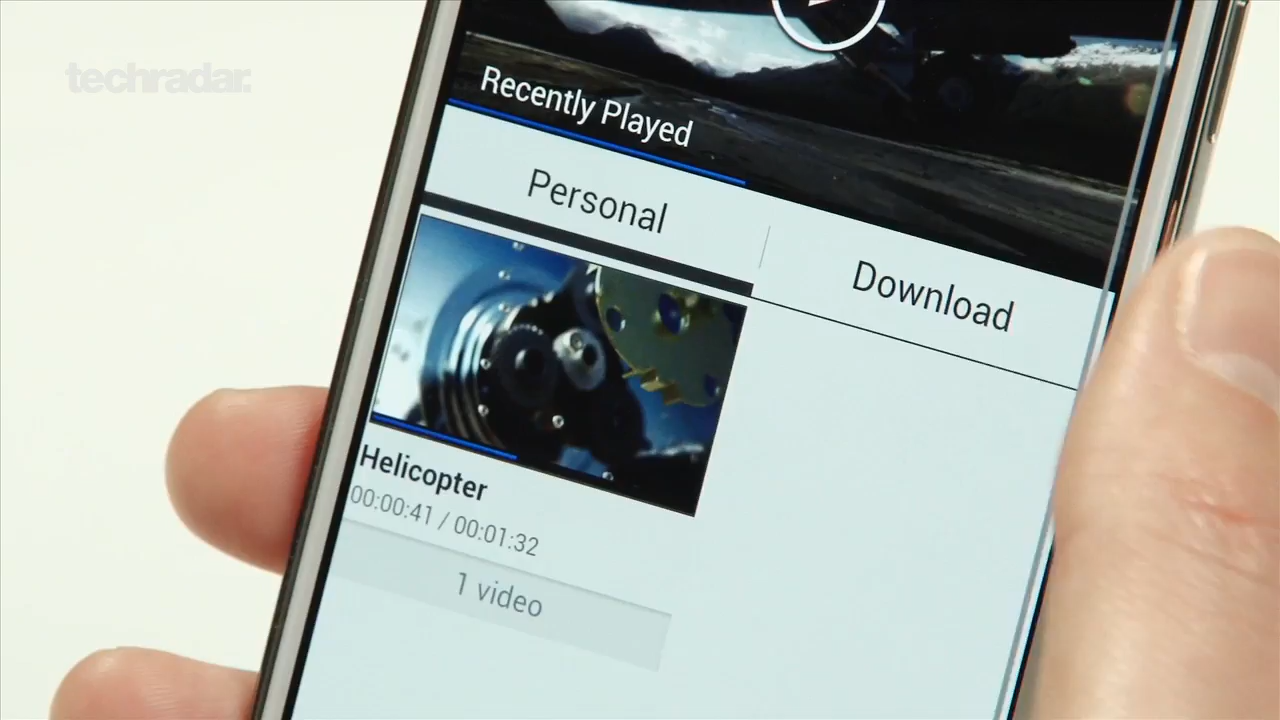 techradar.
Recently Played
Personal
Download
Helicopter
00:00:41 / 00:01:32
1 video